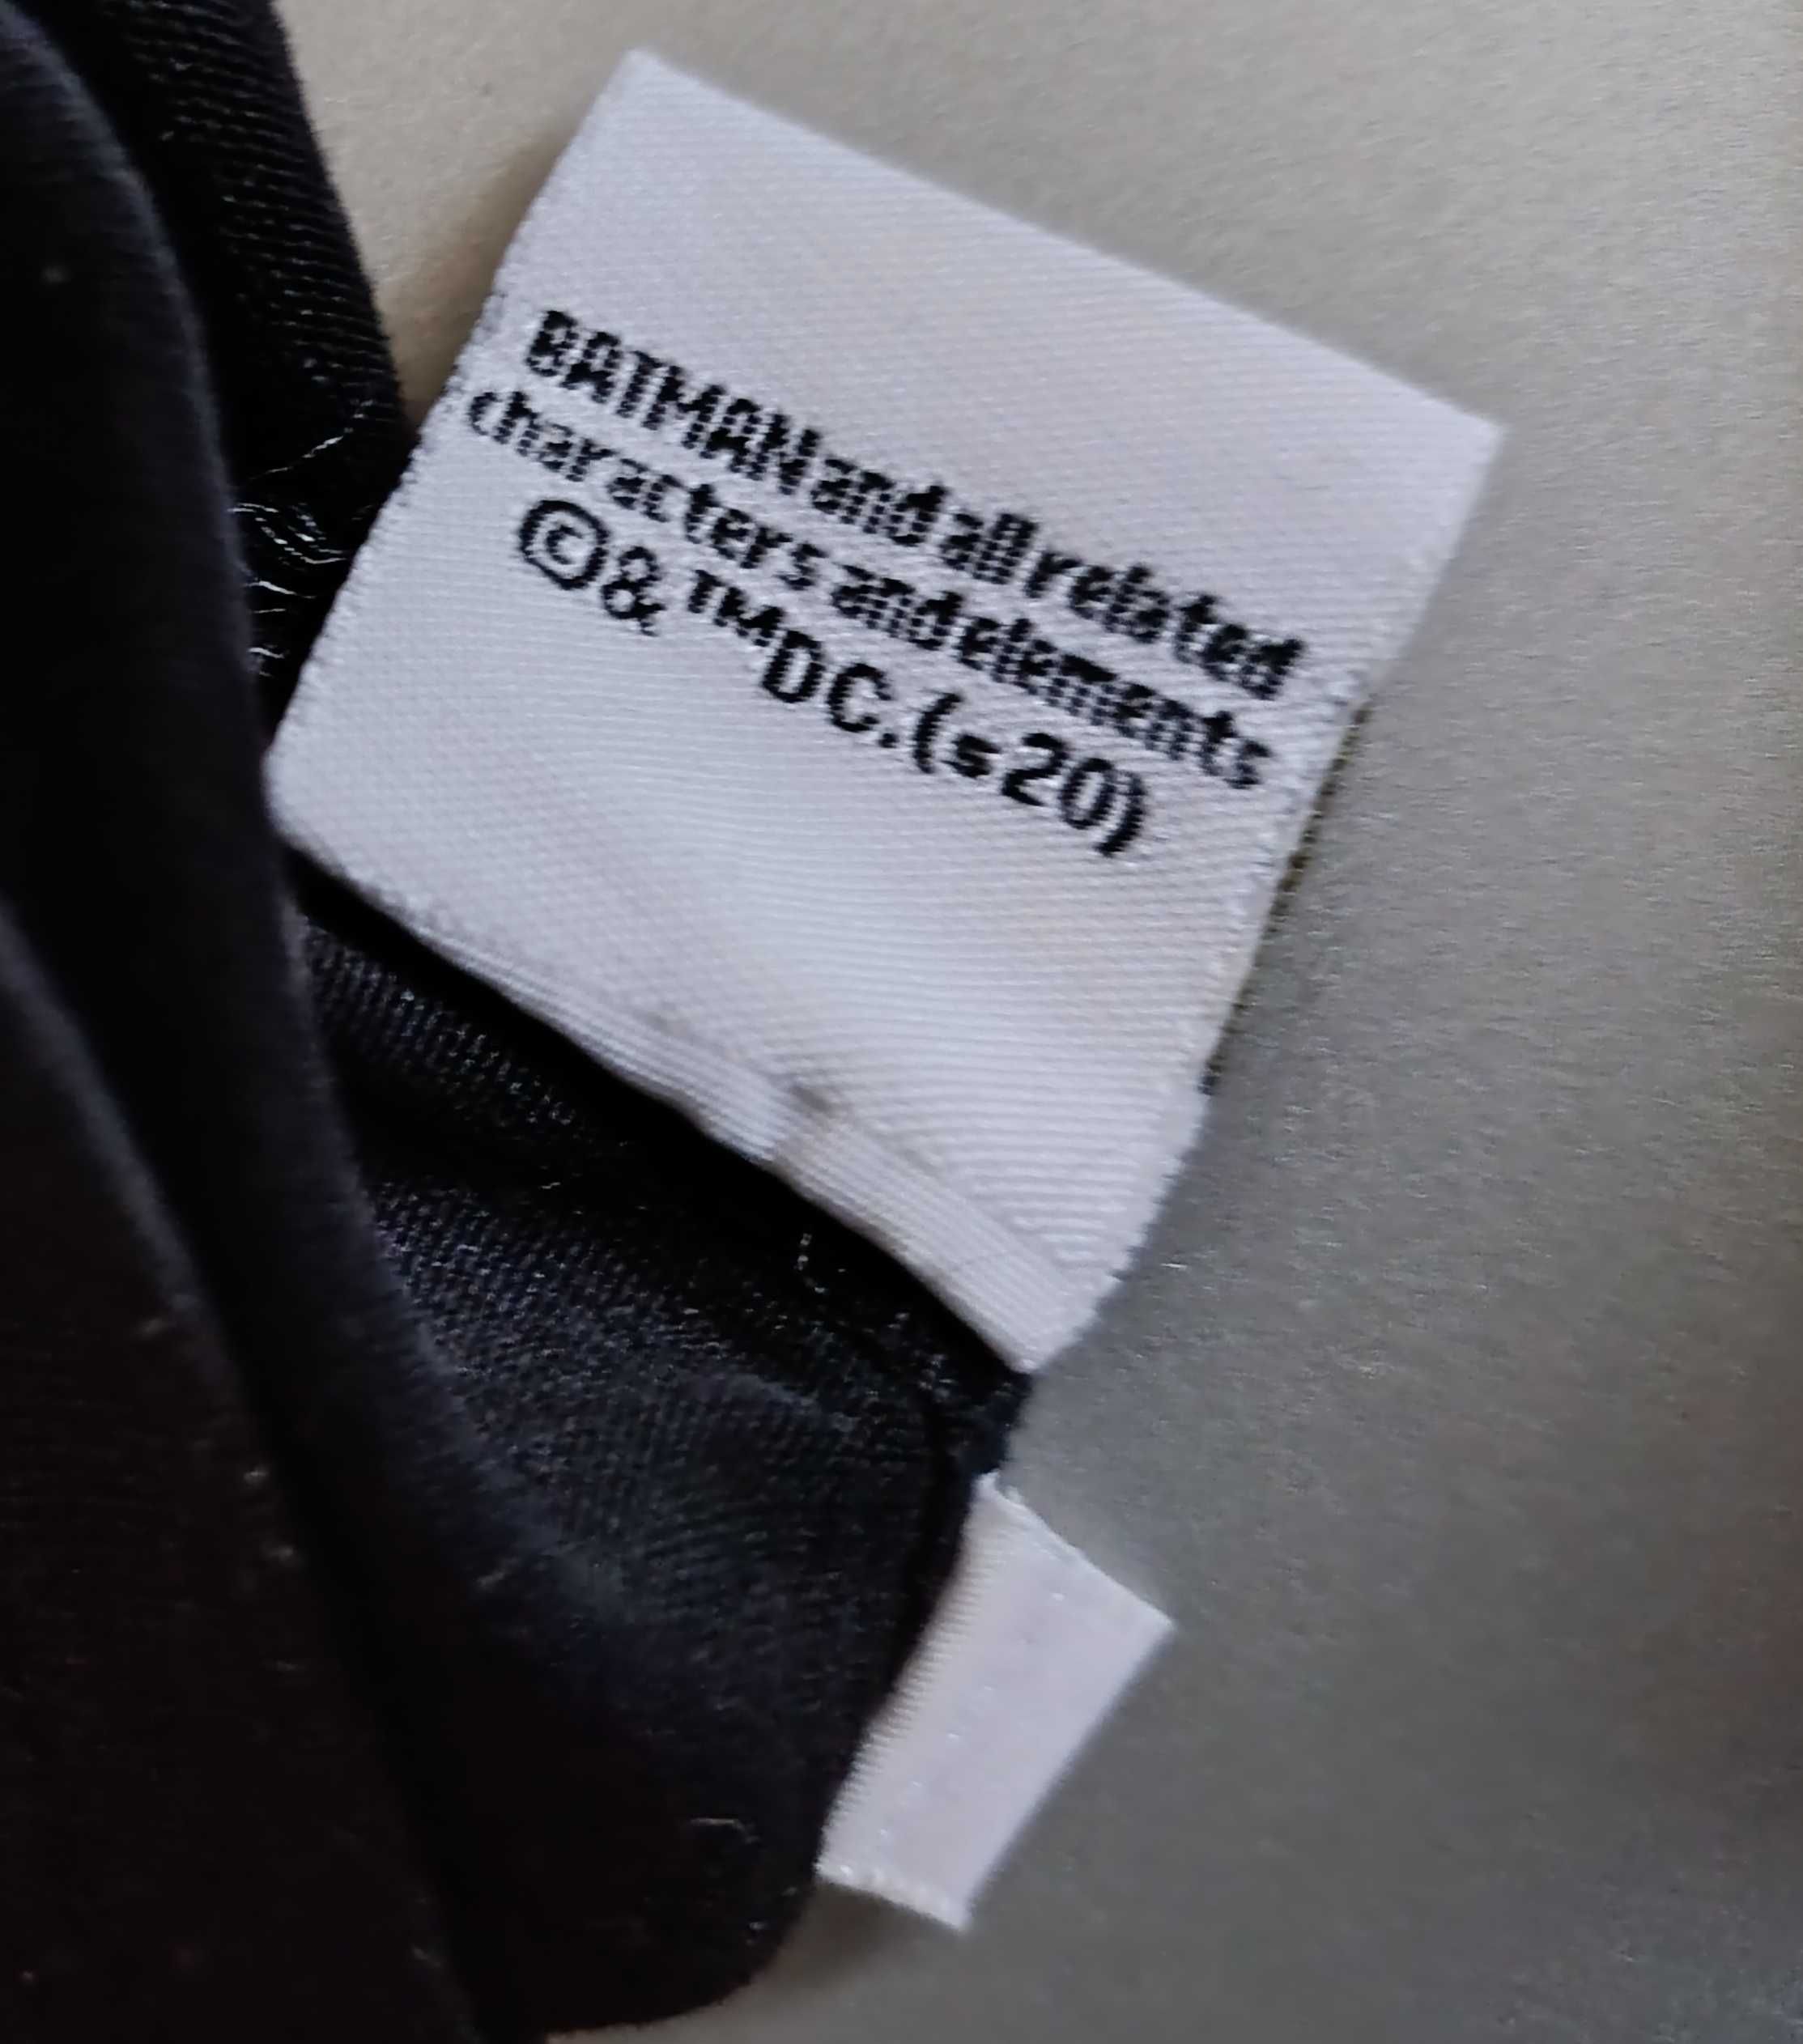 BATMAN and all related
characters and elements
©&™DC.(s20)